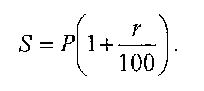 S = P(1 + r/100).